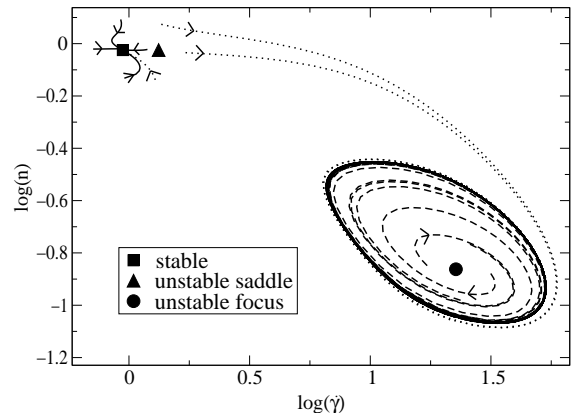 0
−0.2
−0.4
−0.6
−0.8
−1
−1.2
log(n)
stable
unstable saddle
unstable focus
0 0.5 1 1.5
log(γ̇)